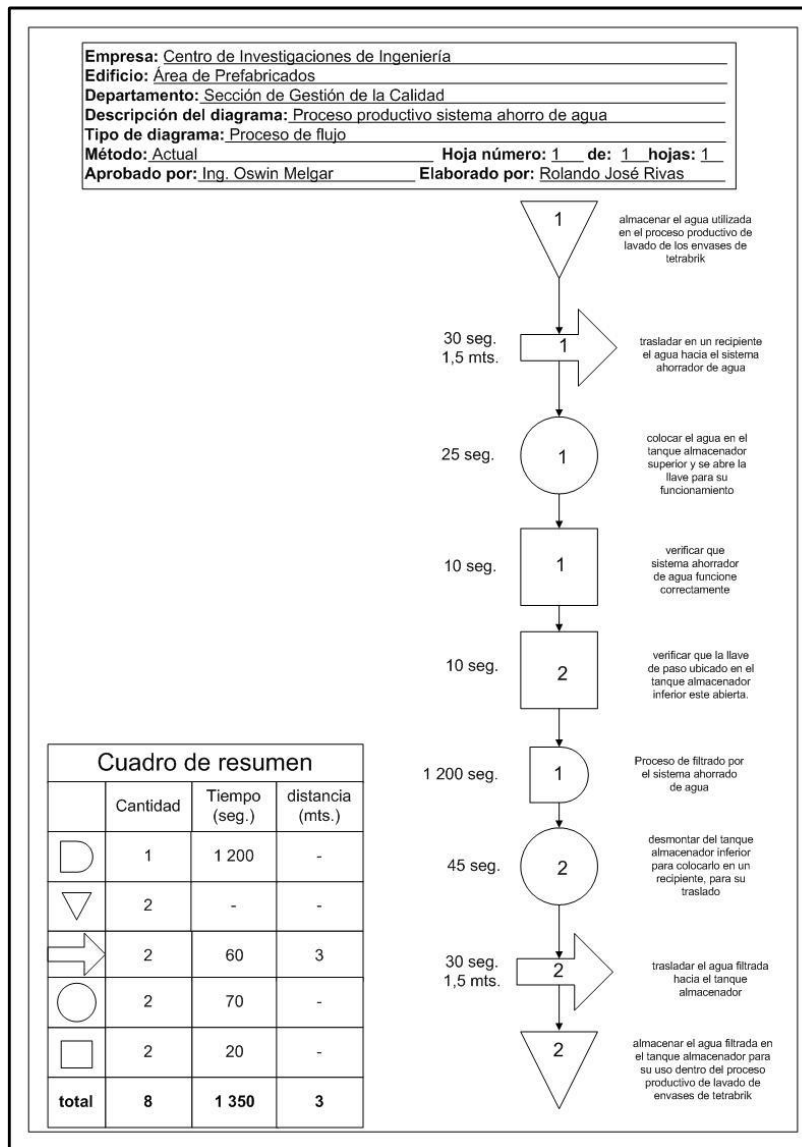 Empresa: Centro de Investigaciones de Ingeniería
Edificio: Área de Prefabricados
Departamento: Sección de Gestión de la Calidad
Descripción del diagrama: Proceso productivo sistema ahorro de agua
Tipo de diagrama: Proceso de flujo
Método: Actual Hoja número: 1 de: 1 hojas: 1
Aprobado por: Ing. Oswin Melgar Elaborado por: Rolando José Rivas
1
almacenar el agua utilizada
en el proceso productivo de
lavado de los envases de
tetrabrik
30 seg.
1,5 mts.
1
trasladar en un recipiente
el agua hacia el sistema
ahorrador de agua
25 seg.
1
colocar el agua en el
tanque almacenador
superior y se abre la
llave para su
funcionamiento
10 seg.
1
verificar que
sistema ahorrador
de agua funcione
correctamente
10 seg.
2
verificar que la llave
de paso ubicado en el
tanque almacenador
inferior este abierta.
1 200 seg.
1
Proceso de filtrado por
el sistema ahorrado
de agua
45 seg.
2
desmontar del tanque
almacenador inferior
para colocarlo en un
recipiente, para su
traslado
30 seg.
1,5 mts.
2
trasladar el agua filtrada
hacia el tanque
almacenador
2
almacenar el agua filtrada en
el tanque almacenador para
su uso dentro del proceso
productivo de lavado de
envases de tetrabrik
Cuadro de resumen
Cantidad Tiempo (seg.) distancia (mts.)
1 1 200 -
2 - -
2 60 3
2 70 -
2 20 -
total 8 1 350 3